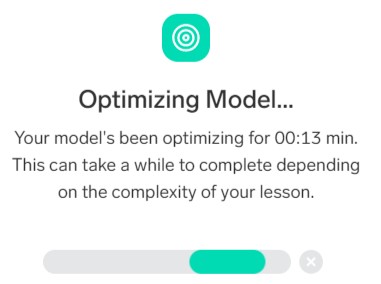 Optimizing Model...
Your model's been optimizing for 00:13 min.
This can take a while to complete depending
on the complexity of your lesson.